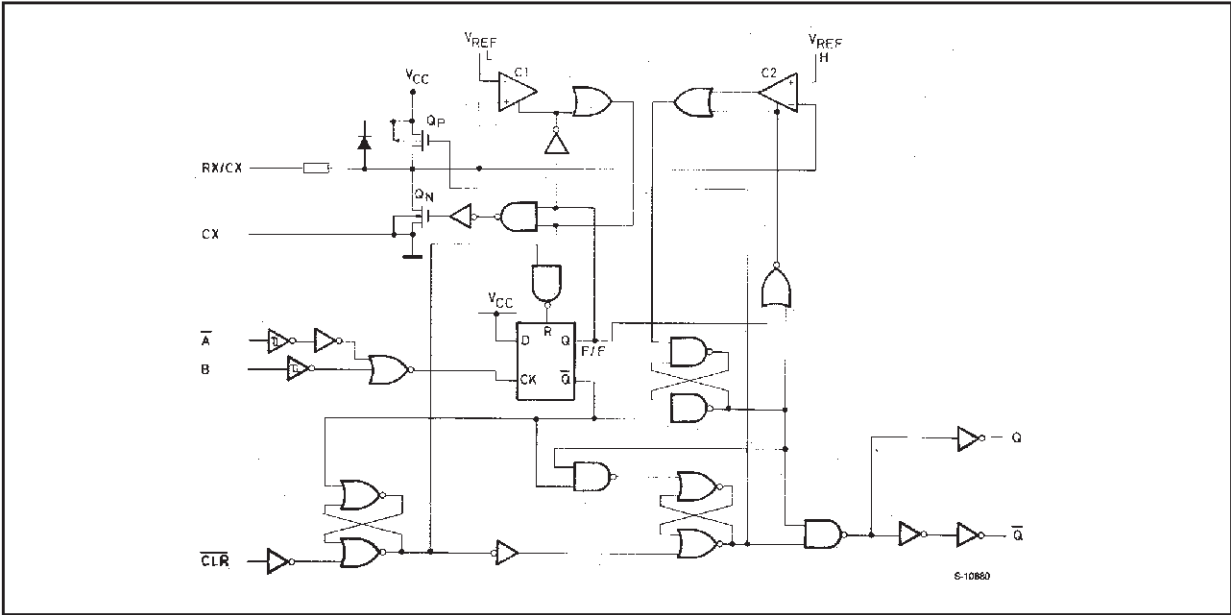 VREF L
VREF H
C1
C2
VCC
QP
RX/CX
QN
CX
VCC
R
A
D
Q
F/F
B
CK
Q
Q
CLR
Q
S-10880